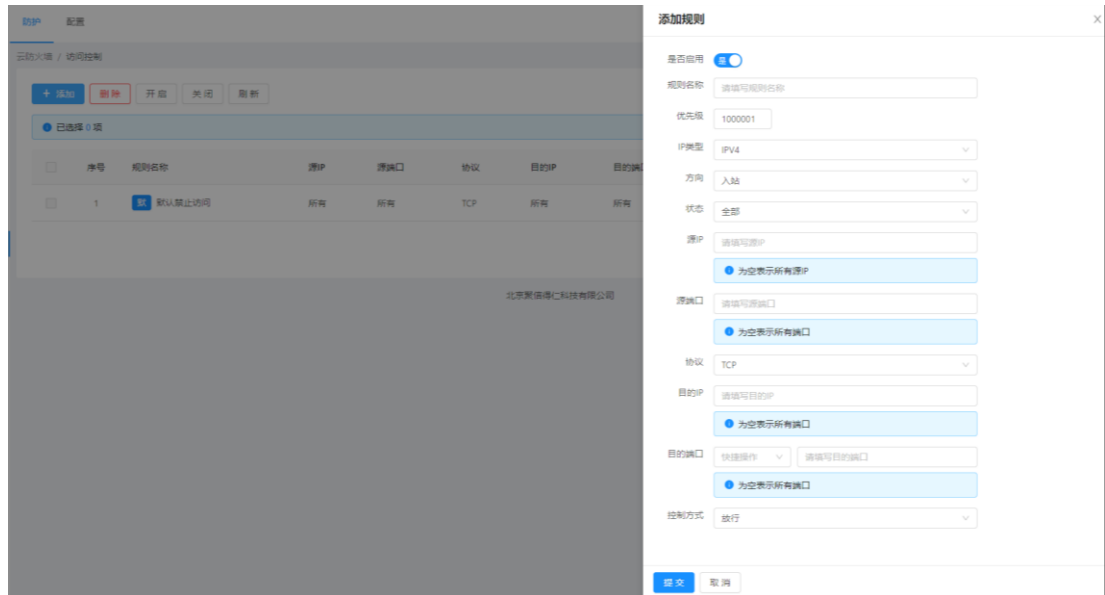 防护 配置
云防火墙 / 访问控制
+ 添加 删除 开启 关闭 刷新
已选择 0 项
序号 规则名称 源IP 源端口 协议 目的IP 目的端
1 默 默认禁止访问 所有 所有 TCP 所有 所有
北京聚信得仁科技有限公司
添加规则
是否启用 是
规则名称 请填写规则名称
优先级 1000001
IP类型 IPV4
方向 入站
状态 全部
源IP 请填写源IP
为空表示所有源IP
源端口 请填写源端口
为空表示所有端口
协议 TCP
目的IP 请填写目的IP
为空表示所有端口
目的端口 快捷操作 请填写目的端口
为空表示所有端口
控制方式 放行
提交 取消